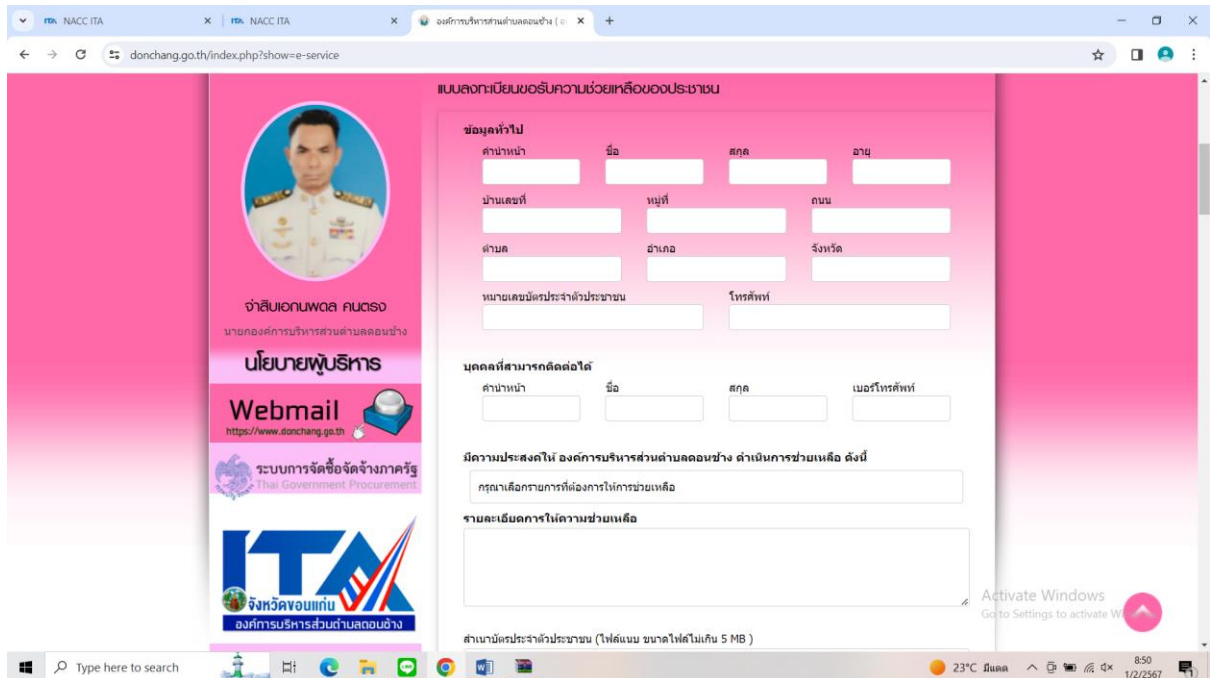 NACC ITA
NACC ITA
องค์การบริหารส่วนตำบลดอนช้าง ( อ
donchang.go.th/index.php?show=e-service
แบบลงทะเบียนขอรับความช่วยเหลือของประชาชน
ข้อมูลทั่วไป
คำนำหน้า ชื่อ สกุล อายุ
บ้านเลขที่ หมู่ที่ ถนน
ตำบล อำเภอ จังหวัด
หมายเลขบัตรประจำตัวประชาชน โทรศัพท์
บุคคลที่สามารถติดต่อได้
คำนำหน้า ชื่อ สกุล เบอร์โทรศัพท์
มีความประสงค์ให้ องค์การบริหารส่วนตำบลดอนช้าง ดำเนินการช่วยเหลือ ดังนี้
กรุณาเลือกรายการที่ต้องการให้การช่วยเหลือ
รายละเอียดการให้ความช่วยเหลือ
สำเนาบัตรประจำตัวประชาชน (ไฟล์แนบ ขนาดไฟล์ไม่เกิน 5 MB )
จ่าสิบเอกนพดล คนตรง
นายกองค์การบริหารส่วนตำบลดอนช้าง
นโยบายผู้บริหาร
Webmail
https://www.donchang.go.th
ระบบการจัดซื้อจัดจ้างภาครัฐ
Thai Government Procurement
ITA
จังหวัดขอนแก่น
องค์การบริหารส่วนตำบลดอนช้าง
Activate Windows
Go to Settings to activate W
Type here to search
23°C มีแดด
8:50
1/2/2567